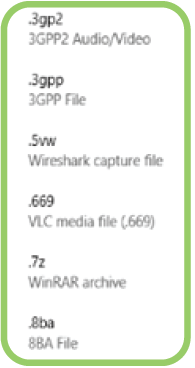 .3gp2
3GPP2 Audio/Video
.3gpp
3GPP File
.5vw
Wireshark capture file
.669
VLC media file (.669)
.7z
WinRAR archive
.8ba
8BA File